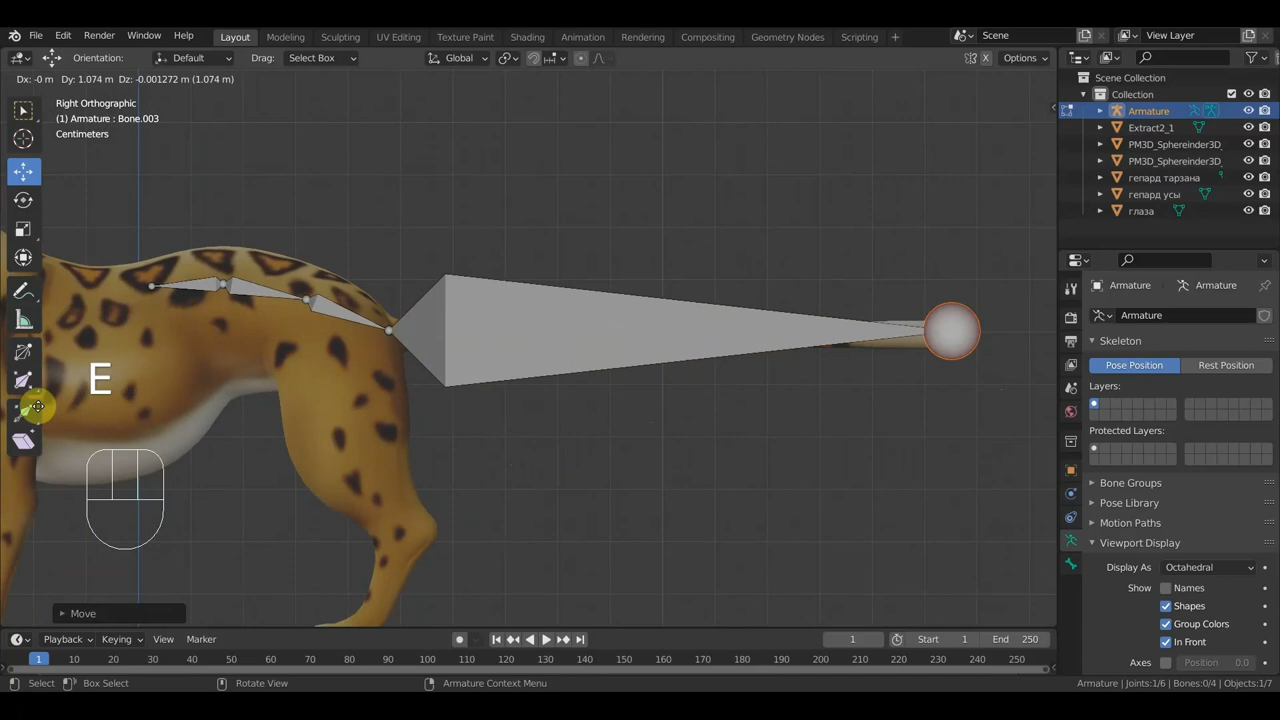 File Edit Render Window Help Layout Modeling Sculpting UV Editing Texture Paint Shading Animation Rendering Compositing Geometry Nodes Scripting + Scene View Layer
Orientation: Default Drag: Select Box Global X Options
Dx: -0 m Dy: 1.074 m Dz: -0.001272 m (1.074 m)
Right Orthographic
(1) Armature : Bone.003
Centimeters
E
Move
Scene Collection
Collection
Armature
Extract2_1
PM3D_Sphereinder3D_
PM3D_Sphereinder3D_
гепард тарзана
гепард усы
глаза
Armature Armature
Armature
Skeleton
Pose Position Rest Position
Layers:
Protected Layers:
Bone Groups
Pose Library
Motion Paths
Viewport Display
Display As Octahedral
Show Names
Shapes
Group Colors
In Front
Axes Position 0.0
Playback Keying View Marker 1 Start 1 End 250
1 10 20 30 40 50 60 70 80 90 100 110 120 130 140 150 160 170 180 190 200 210 220 230 240 250
Select Box Select Rotate View Armature Context Menu Armature | Joints:1/6 | Bones:0/4 | Objects:1/7